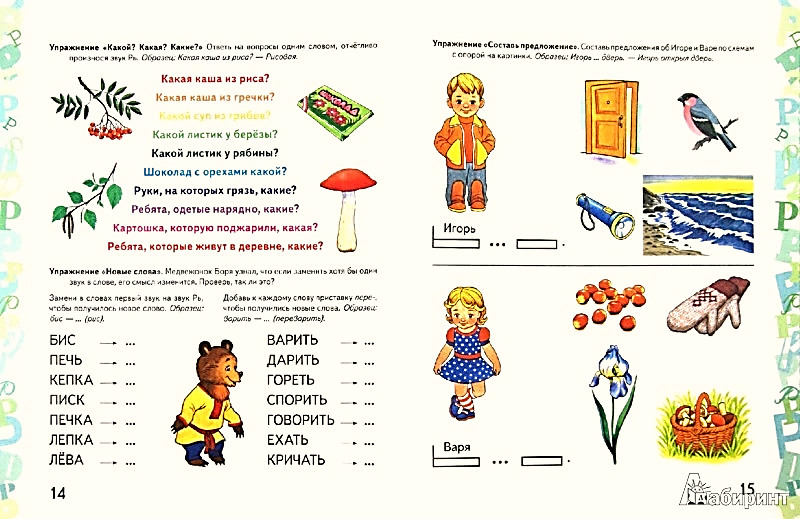 Упражнение «Какой? Какая? Какие?» Ответь на вопросы одним словом, отчётливо
произнося звук Рь. Образец: Какая каша из риса? — Рисовая.
Какая каша из риса?
Какая каша из гречки?
Какой суп из грибов?
Какой листик у берёзы?
Какой листик у рябины?
Шоколад с орехами какой?
Руки, на которых грязь, какие?
Ребята, одетые нарядно, какие?
Картошка, которую поджарили, какая?
Ребята, которые живут в деревне, какие?
ШОКОЛАД
Упражнение «Новые слова». Медвежонок Боря узнал, что если заменить хотя бы один
звук в слове, его смысл изменится. Проверь, так ли это?
Замени в словах первый звук на звук Рь,
чтобы получилось новое слово. Образец:
бис — ... (рис).
Добавь к каждому слову приставку пере-,
чтобы получились новые слова. Образец:
варить — ... (переварить).
БИС → ...
ПЕЧЬ → ...
КЕПКА → ...
ПИСК → ...
ПЕЧКА → ...
ЛЕПКА → ...
ЛЁВА → ...
ВАРИТЬ → ...
ДАРИТЬ → ...
ГОРЕТЬ → ...
СПОРИТЬ → ...
ГОВОРИТЬ → ...
ЕХАТЬ → ...
КРИЧАТЬ → ...
14
Упражнение «Составь предложение». Составь предложения об Игоре и Варе по схемам
с опорой на картинки. Образец: Игорь ... дверь. — Игорь открыл дверь.
Игорь
... .
Варя
... .
15
Лабиринт